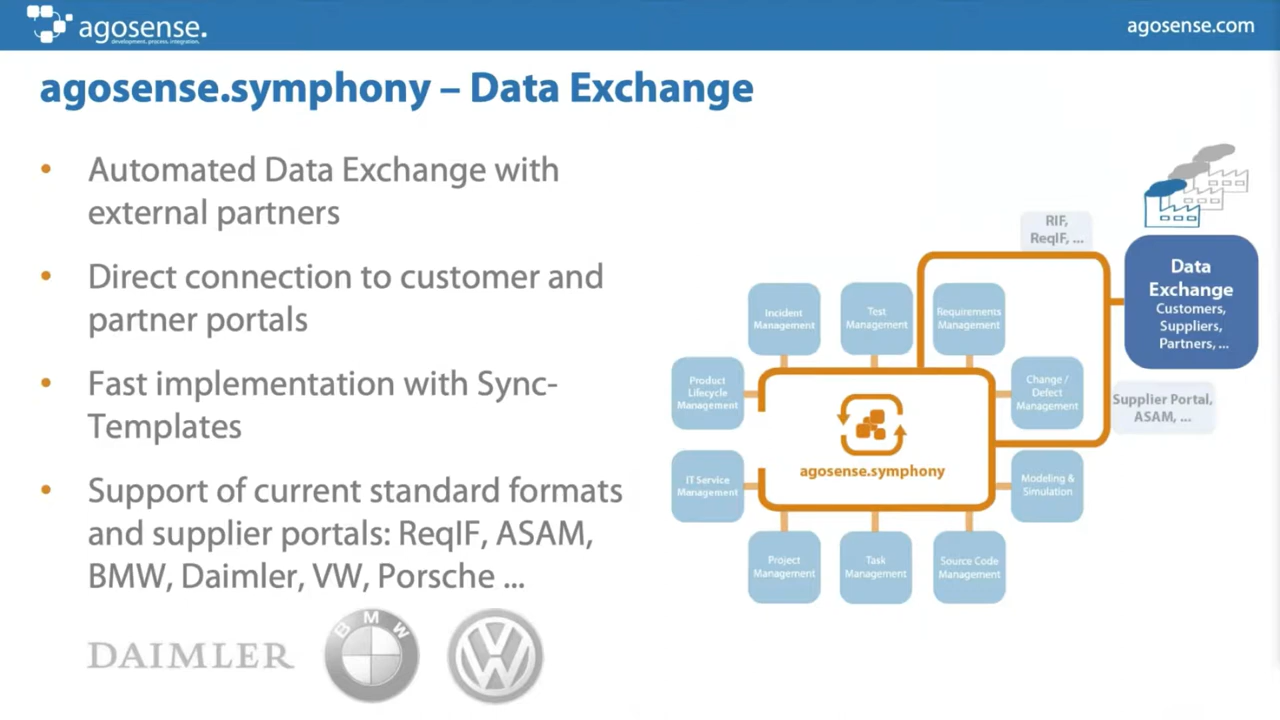 agosense.
development. process. integration.
agosense.com
agosense.symphony – Data Exchange
• Automated Data Exchange with
external partners
• Direct connection to customer and
partner portals
• Fast implementation with Sync-
Templates
• Support of current standard formats
and supplier portals: ReqIF, ASAM,
BMW, Daimler, VW, Porsche ...
DAIMLER
BMW
VW
RIF,
ReqIF, ...
Data
Exchange
Customers,
Suppliers,
Partners, ...
Supplier Portal,
ASAM, ...
Incident
Management
Test
Management
Requirements
Management
Product
Lifecycle
Management
Change /
Defect
Management
agosense.symphony
IT Service
Management
Modeling &
Simulation
Project
Management
Task
Management
Source Code
Management